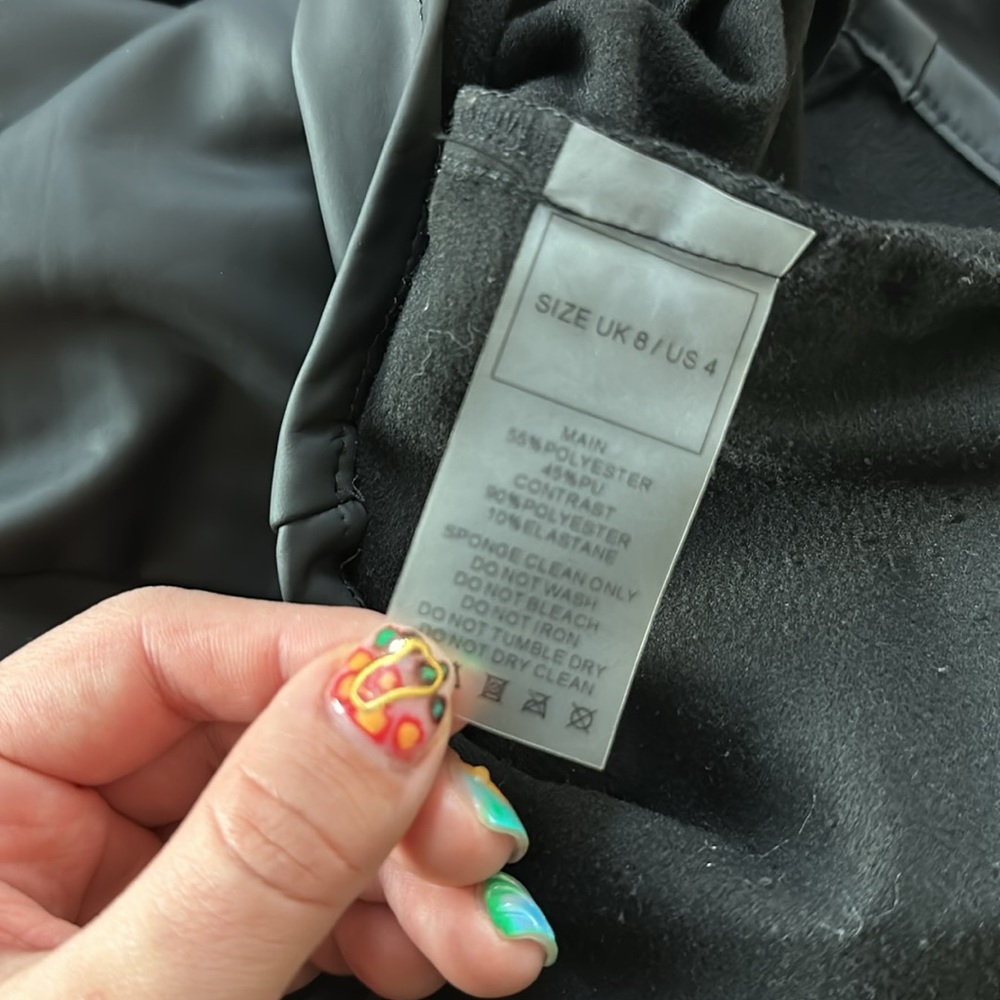 SIZE UK 8 / US 4
MAIN
55%POLYESTER
45%PU
CONTRAST
90%POLYESTER
10%ELASTANE
SPONGE CLEAN ONLY
DO NOT WASH
DO NOT BLEACH
DO NOT IRON
DO NOT TUMBLE DRY
DO NOT DRY CLEAN